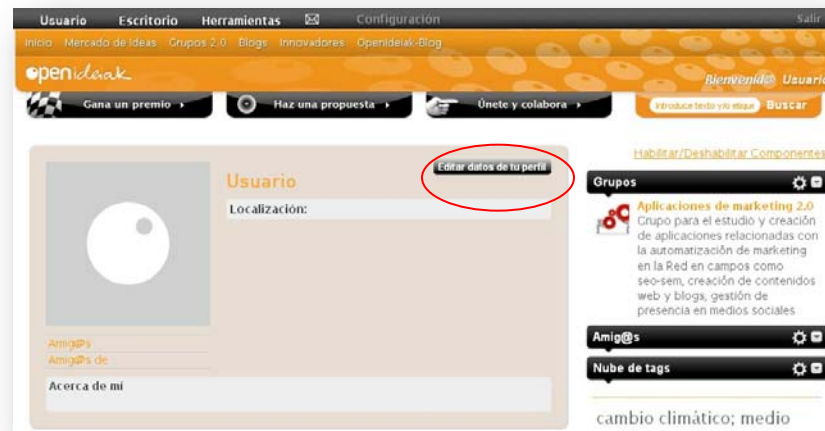 Usuario Escritorio Herramientas Configuración Salir
Inicio Mercado de Ideas Grupos 2.0 Blogs Innovadores Openideiak-Blog
openideiak
Bienvenid@ Usuario
Gana un premio
Haz una propuesta
Únete y colabora
Introduce texto y/o etique Buscar
Habilitar/Deshabilitar Componentes
Editar datos de tu perfil
Usuario
Localización:
Amig@s
Amig@s de
Acerca de mí
Grupos
Aplicaciones de marketing 2.0
Grupo para el estudio y creación
de aplicaciones relacionadas con
la automatización de marketing
en la Red en campos como
seo-sem, creación de contenidos
web y blogs, gestión de
presencia en medios sociales
Amig@s
Nube de tags
cambio climático; medio